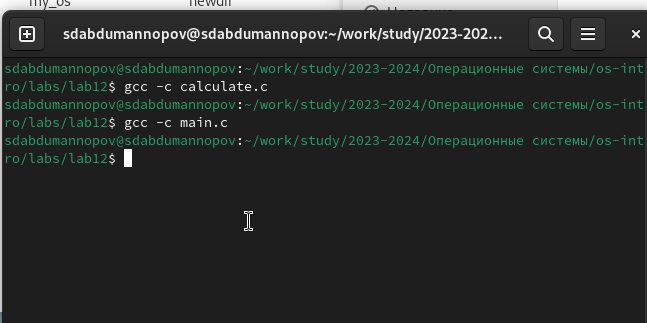 my_os newdir
sdabdumannopov@sdabdumannopov:~/work/study/2023-202...
sdabdumannopov@sdabdumannopov:~/work/study/2023-2024/Операционные системы/os-int
ro/labs/lab12$ gcc -c calculate.c
sdabdumannopov@sdabdumannopov:~/work/study/2023-2024/Операционные системы/os-int
ro/labs/lab12$ gcc -c main.c
sdabdumannopov@sdabdumannopov:~/work/study/2023-2024/Операционные системы/os-int
ro/labs/lab12$